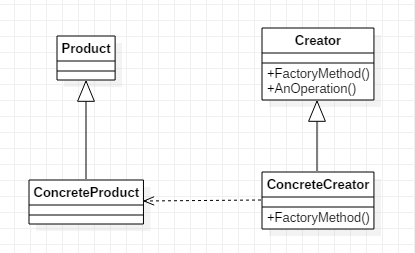 Product
Creator
+FactoryMethod()
+AnOperation()
ConcreteProduct
ConcreteCreator
+FactoryMethod()